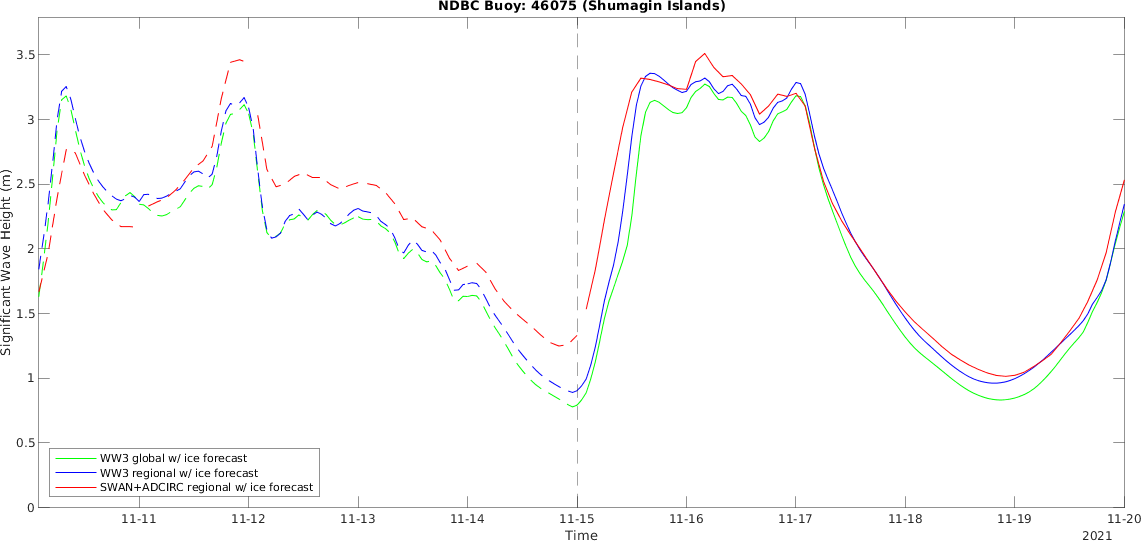 NDBC Buoy: 46075 (Shumagin Islands)
Significant Wave Height (m)
3.5
3
2.5
2
1.5
1
0.5
0
WW3 global w/ ice forecast
WW3 regional w/ ice forecast
SWAN+ADCIRC regional w/ ice forecast
11-11 11-12 11-13 11-14 11-15 11-16 11-17 11-18 11-19 11-20
Time
2021